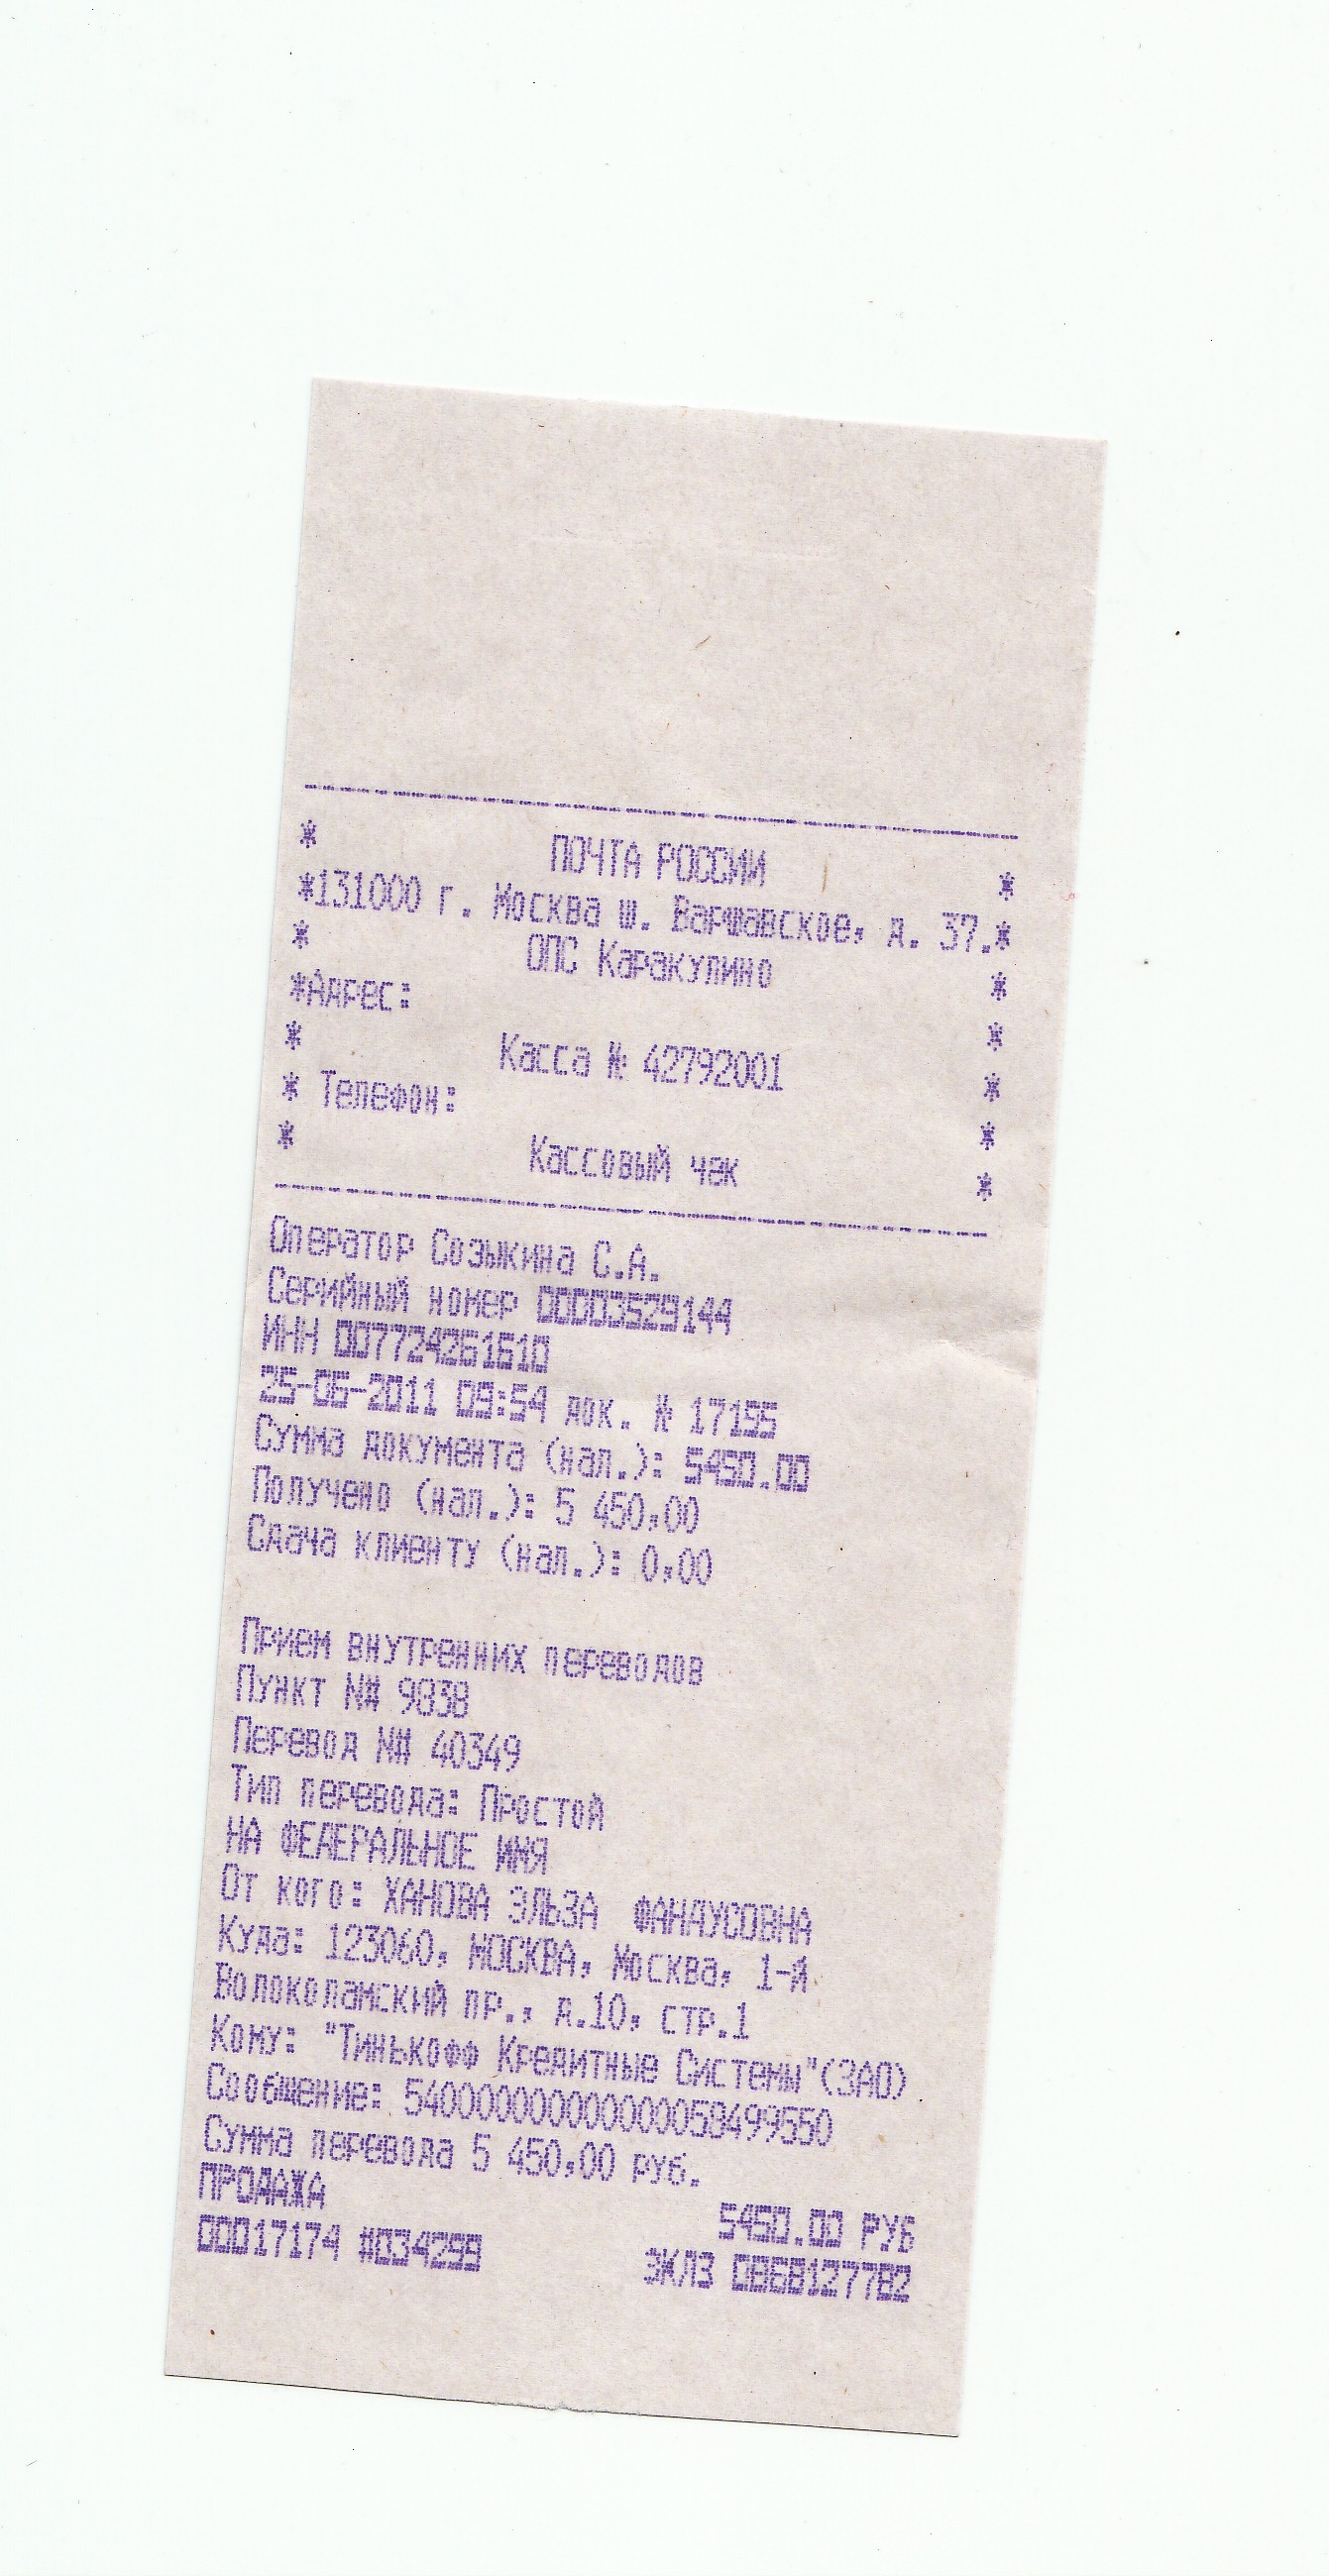 * ПОЧТА РОССИИ *
*131000 г. Москва ш. Варшавское, д. 37.*
* ОПС Каракулино *
*Адрес: *
* Касса № 42792001 *
* Телефон: *
* Кассовый чек *
Оператор Созыкина С.А.
Серийный номер 00003529144
ИНН 007724261610
25-05-2011 09:54 док. № 17155
Сумма документа (нал.): 5450.00
Получено (нал.): 5 450,00
Сдача клиенту (нал.): 0,00
Прием внутренних переводов
Пункт N# 9838
Перевод N# 40349
Тип перевода: Простой
НА ФЕДЕРАЛЬНОЕ ИМЯ
От кого: ХАНОВА ЭЛЬЗА ФАНАУСОВНА
Куда: 123060, МОСКВА, Москва, 1-й
Волоколамский пр., д.10, стр.1
Кому: "Тинькофф Кредитные Системы"(ЗАО)
Сообщение:
Сумма перевода 5 450,00 руб.
ПРОДАЖА 5450.00 РУБ
00017174 #034299 ЭКЛЗ